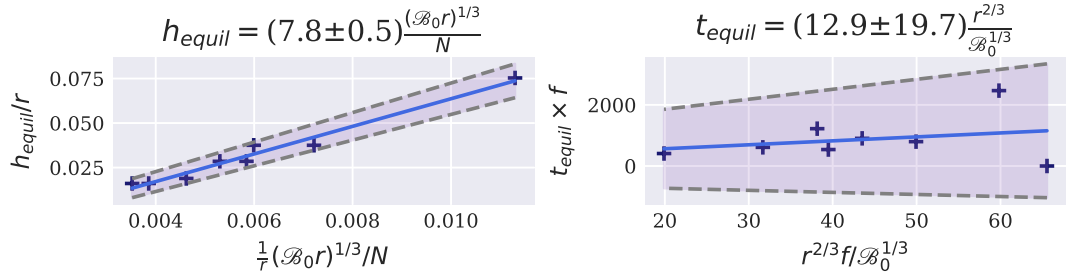 h_equil = (7.8±0.5) (ℬ₀r)^{1/3}/N
h_equil/r
0.075
0.050
0.025
0.004 0.006 0.008 0.010
1/r (ℬ₀r)^{1/3}/N
t_equil = (12.9±19.7) r^{2/3}/ℬ₀^{1/3}
t_equil × f
2000
0
20 30 40 50 60
r^{2/3}f/ℬ₀^{1/3}